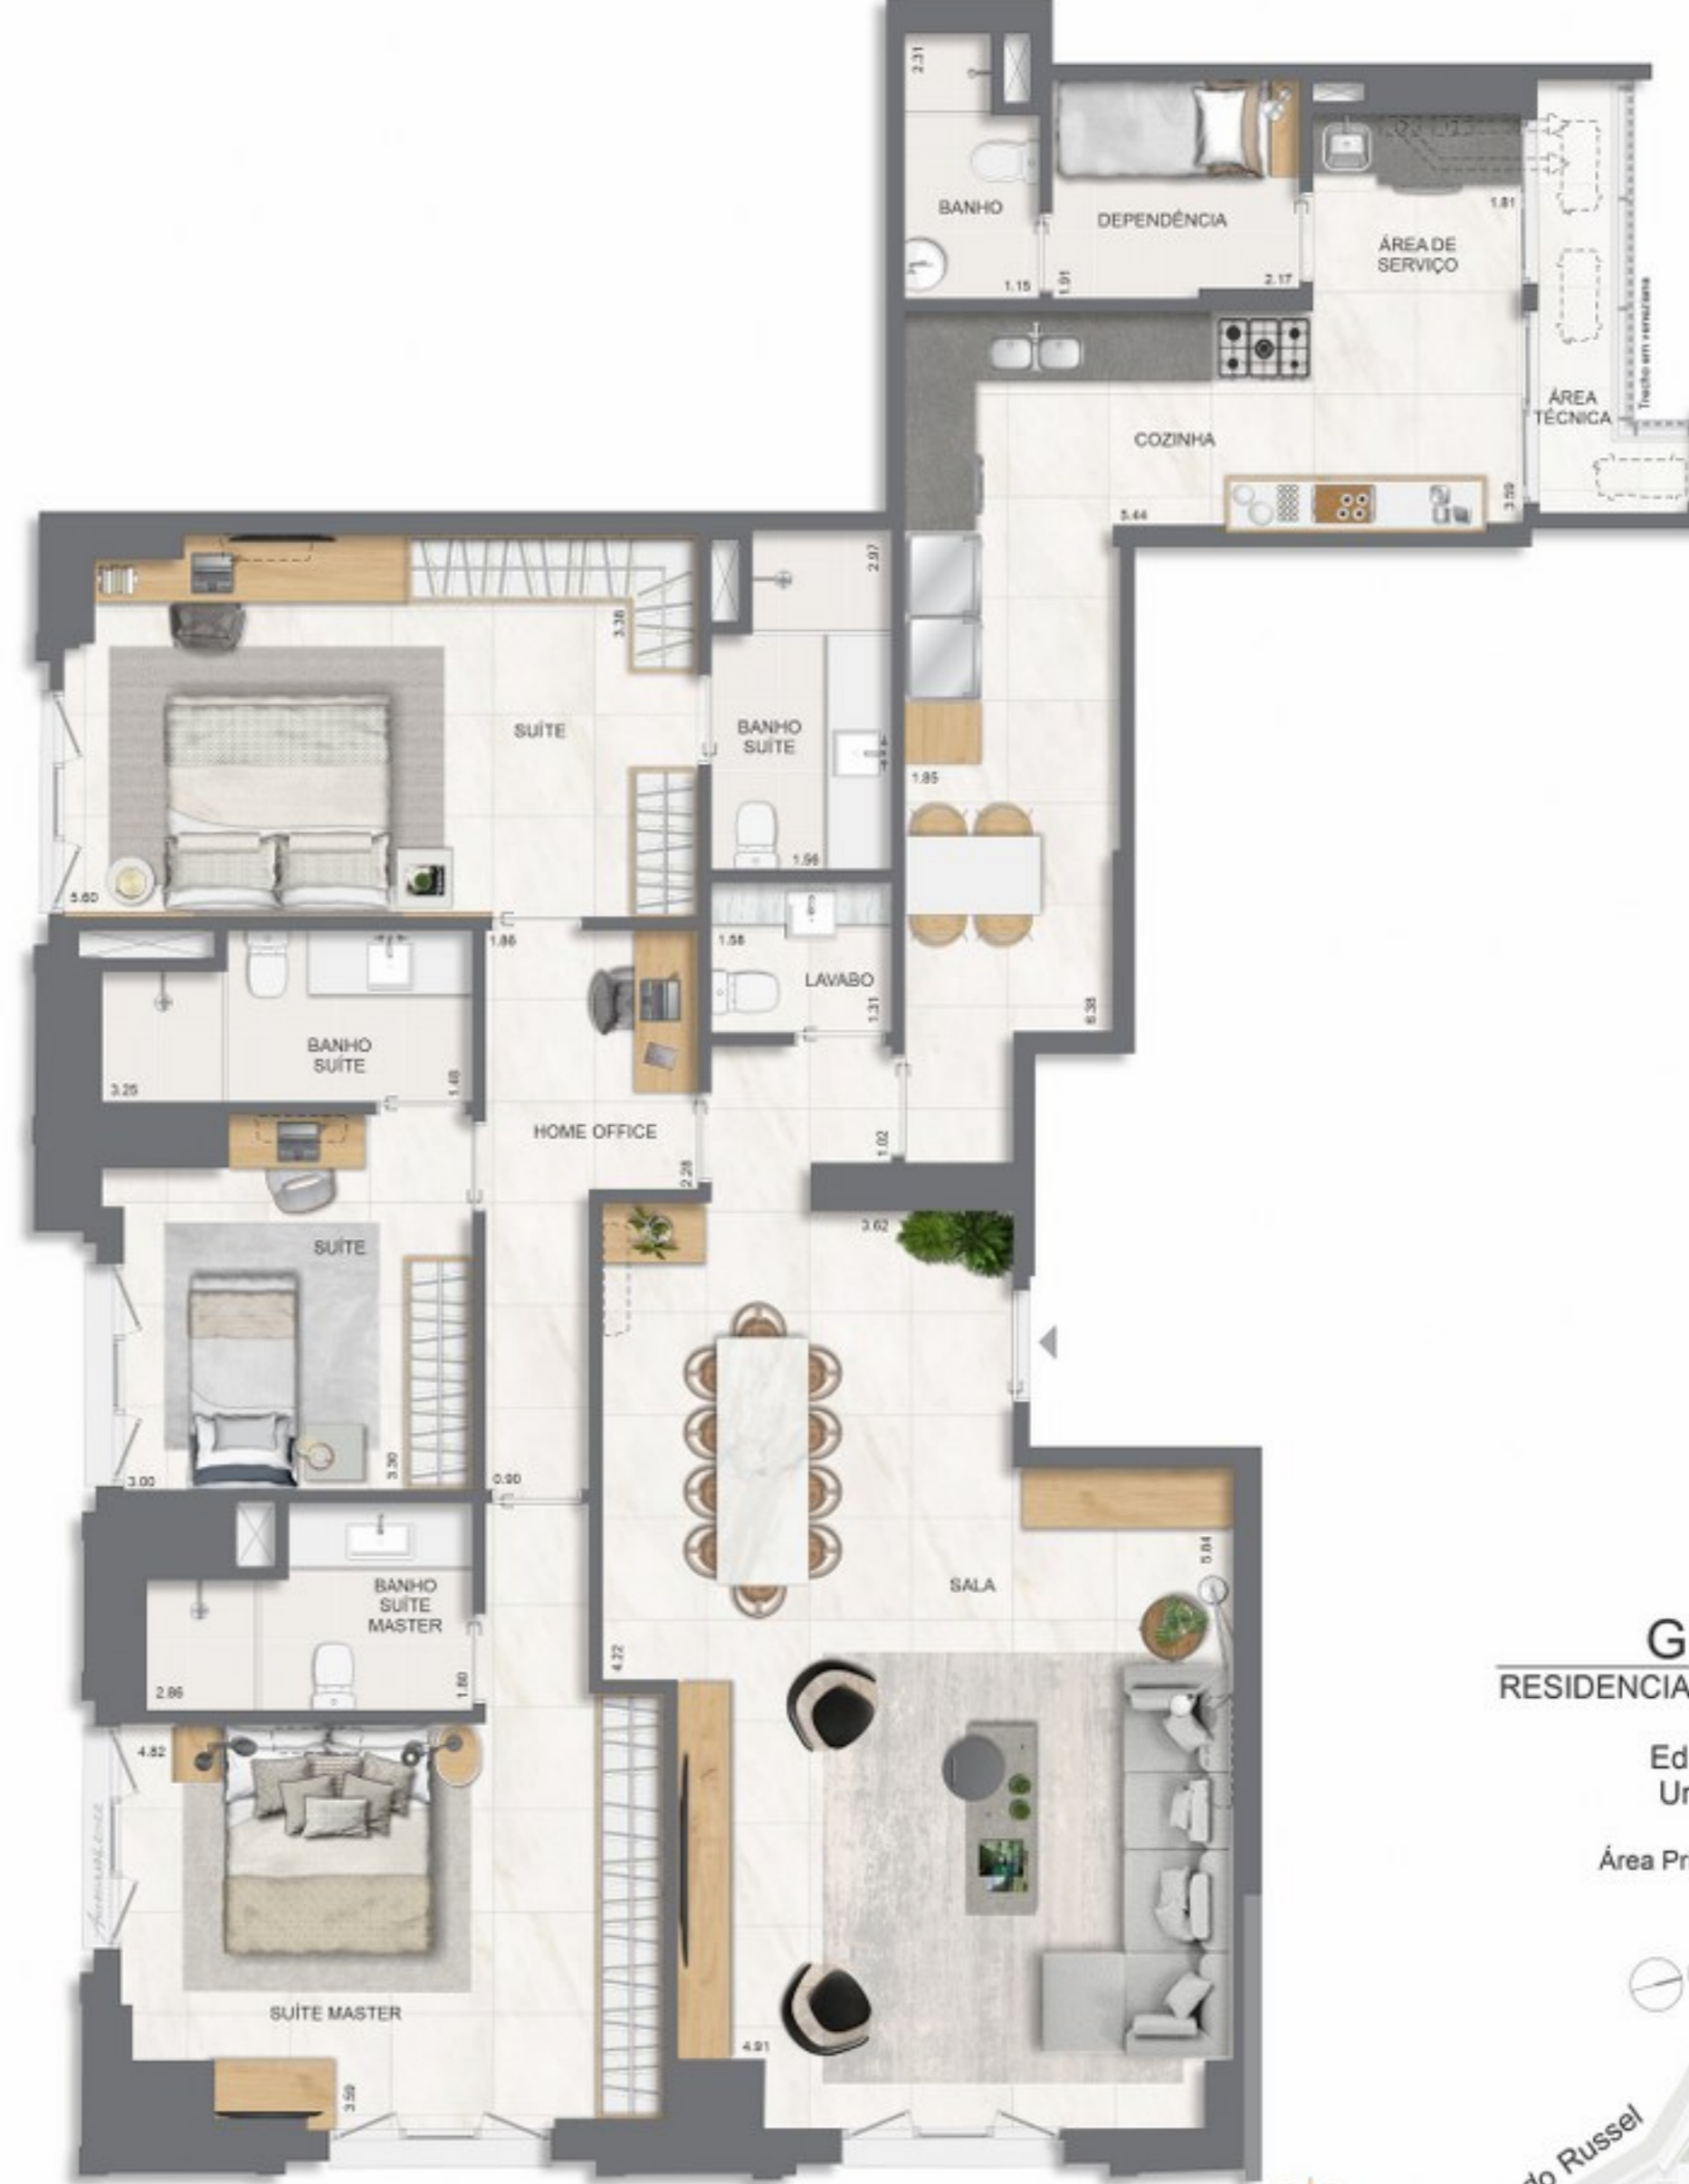 2.31
BANHO
1.15
DEPENDÊNCIA
1.91
2.17
1.81
ÁREA DE
SERVIÇO
Trecho em veneziana
ÁREA
TÉCNICA
COZINHA
5.44
3.59
2.97
3.38
SUÍTE
BANHO
SUÍTE
1.85
5.60
1.86
1.58
LAVABO
1.31
6.38
BANHO
SUÍTE
3.25
1.48
HOME OFFICE
2.28
1.02
3.62
SUÍTE
3.00
3.30
0.90
5.84
BANHO
SUÍTE
MASTER
SALA
4.22
2.86
1.80
4.82
SUÍTE MASTER
4.91
3.59
G
RESIDENCIA
Ed
Área Pr
do Russel